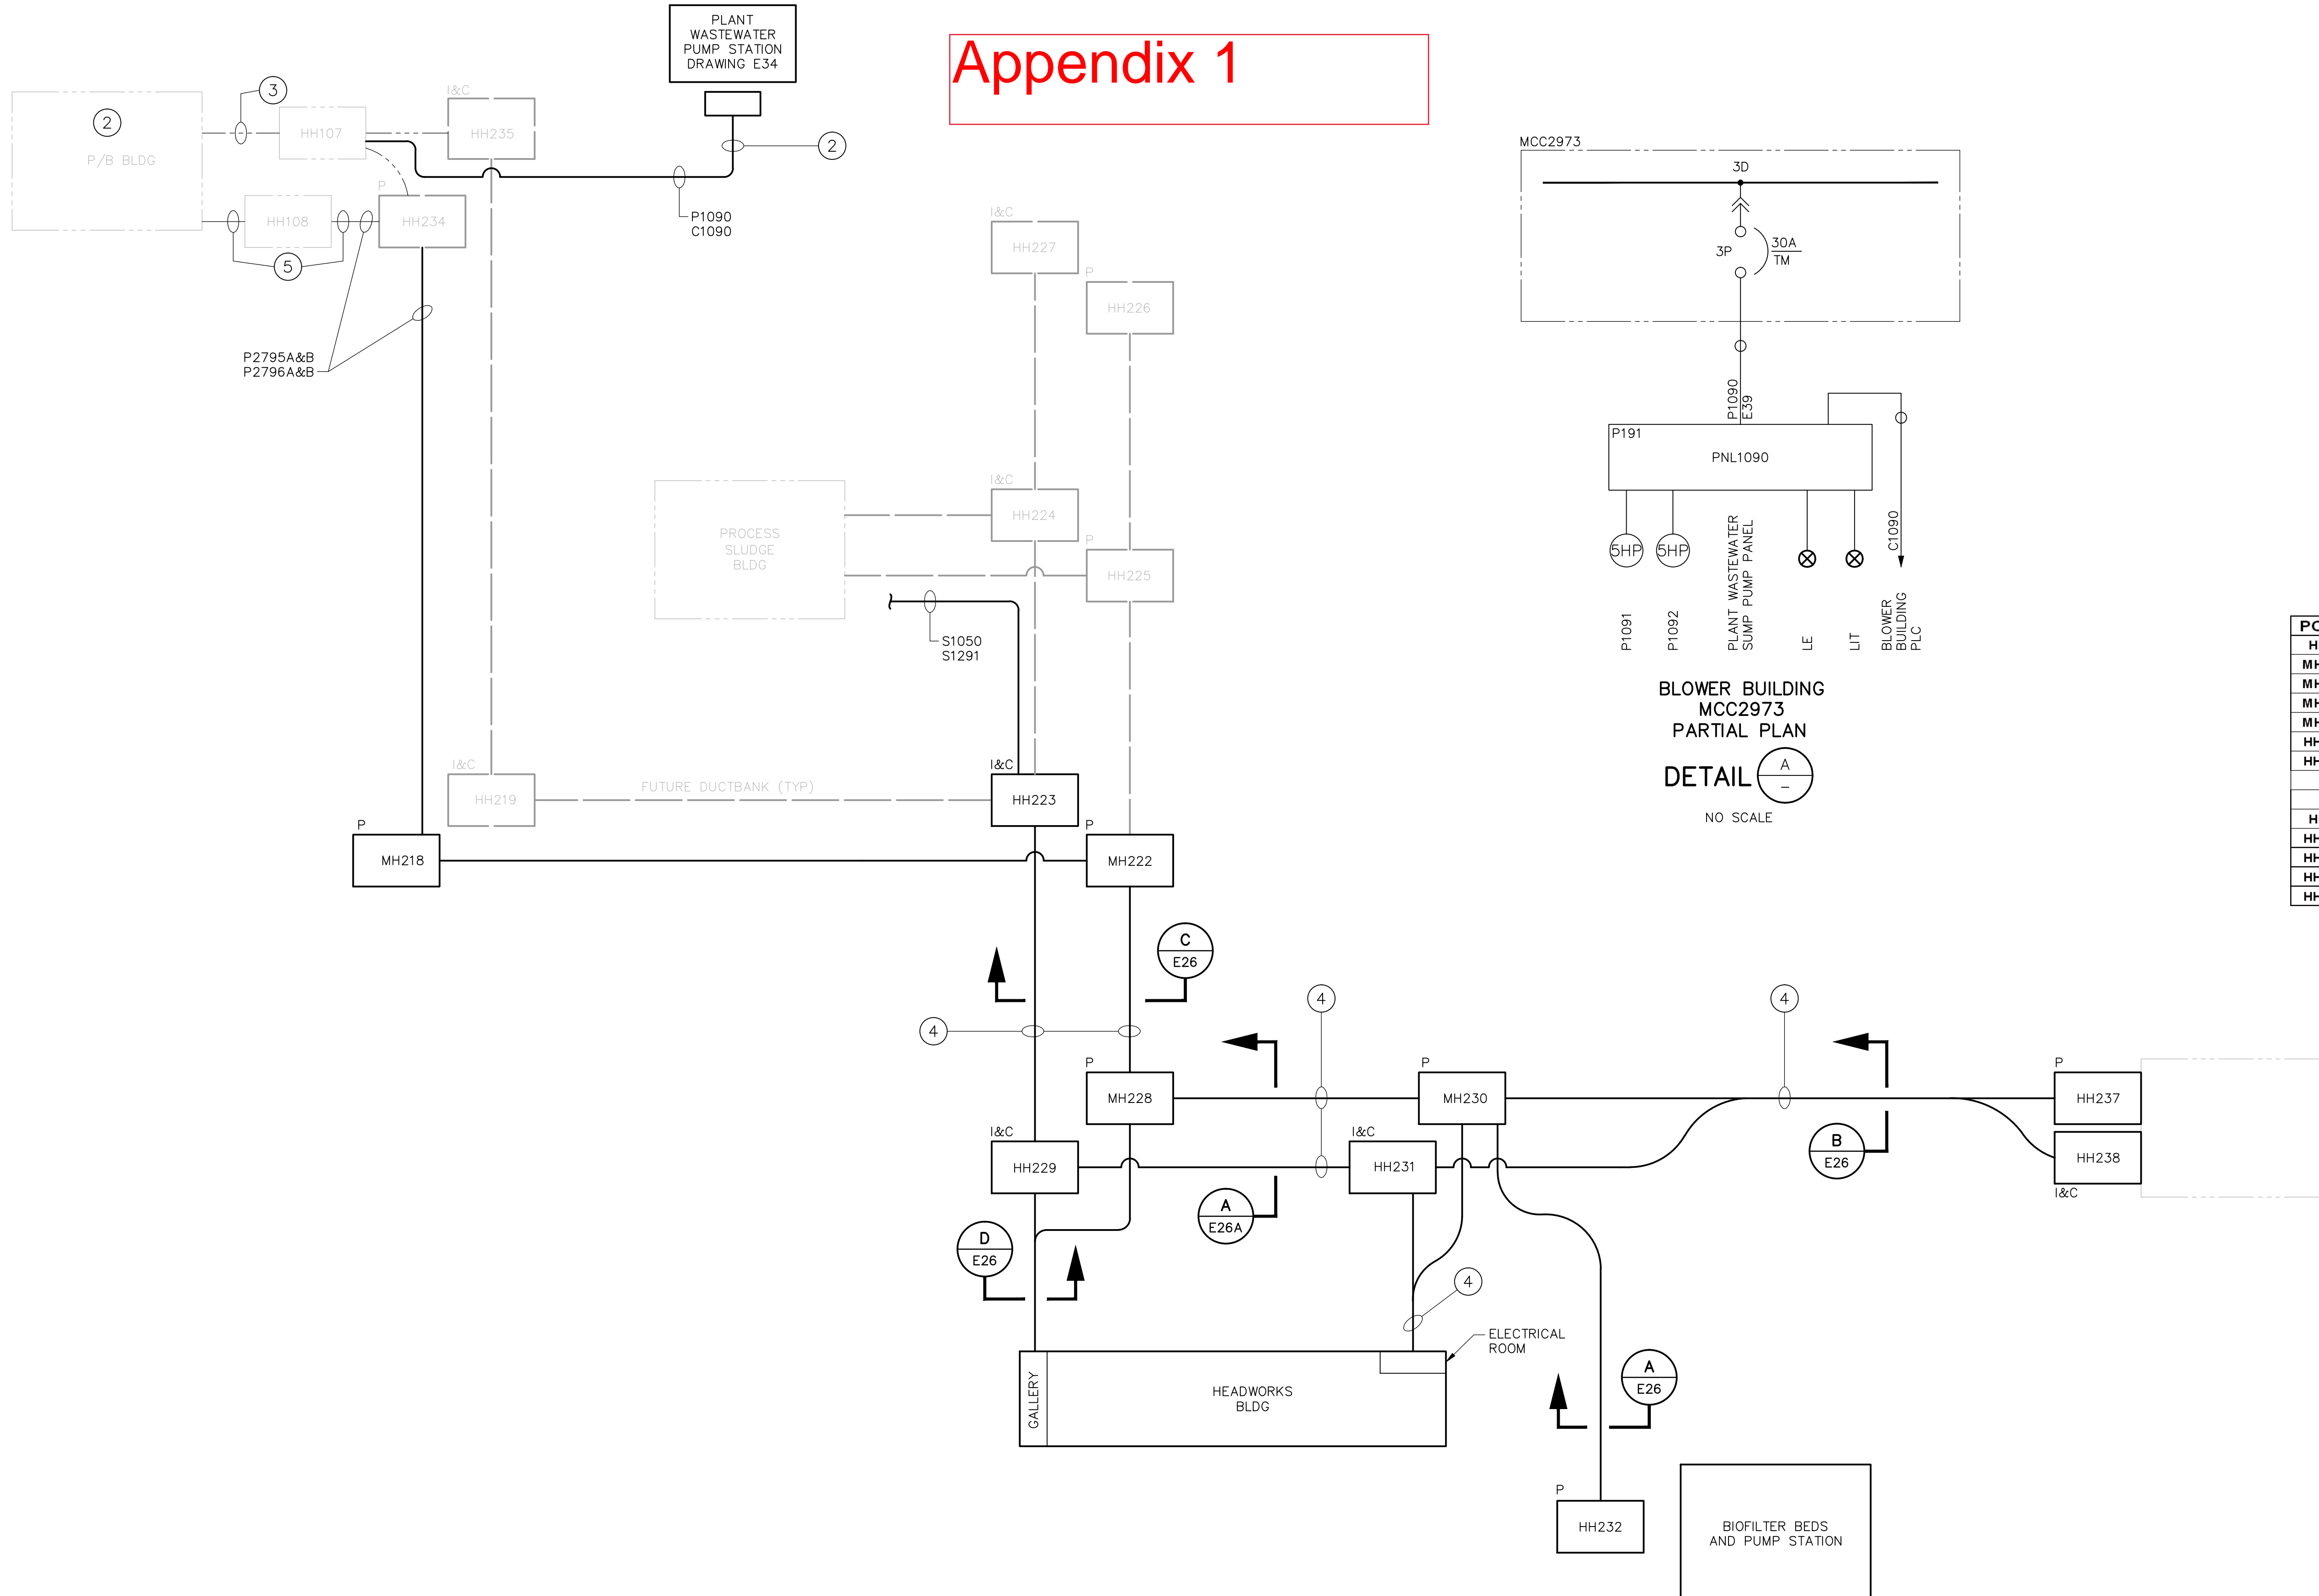 PLANT
WASTEWATER
PUMP STATION
DRAWING E34
Appendix 1
3
2
P/B BLDG
HH107
I&C
HH235
2
P
HH108
HH234
5
P1090
C1090
P2795A&B
P2796A&B
I&C
HH227
P
HH226
MCC2973
3D
3P
30A
TM
P1090
E39
P191
PNL1090
5HP
5HP
P1091
P1092
PLANT WASTEWATER
SUMP PUMP PANEL
LE
LIT
C1090
BLOWER
BUILDING
PLC
BLOWER BUILDING
MCC2973
PARTIAL PLAN
DETAIL
A
–
NO SCALE
PROCESS
SLUDGE
BLDG
I&C
HH224
P
HH225
S1050
S1291
I&C
HH219
FUTURE DUCTBANK (TYP)
I&C
HH223
P
MH218
P
MH222
C
E26
4
4
4
P
MH228
P
MH230
P
HH237
I&C
HH229
I&C
HH231
B
E26
HH238
I&C
A
E26A
D
E26
4
ELECTRICAL
ROOM
GALLERY
HEADWORKS
BLDG
A
E26
P
HH232
BIOFILTER BEDS
AND PUMP STATION